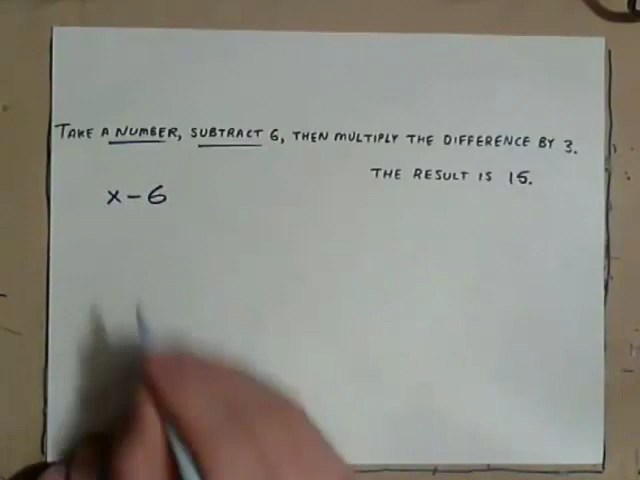 TAKE A NUMBER, SUBTRACT 6, THEN MULTIPLY THE DIFFERENCE BY 3.
THE RESULT IS 15.
x - 6